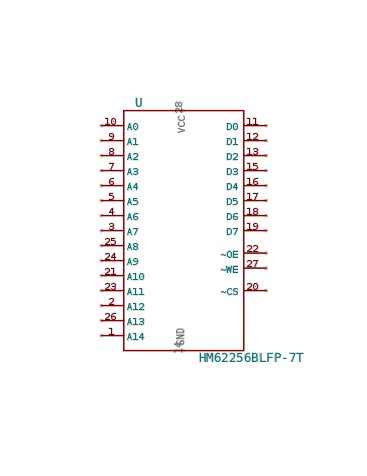 U
VCC 28
10 A0 D0 11
9 A1 D1 12
8 A2 D2 13
7 A3 D3 15
6 A4 D4 16
5 A5 D5 17
4 A6 D6 18
3 A7 D7 19
25 A8 ~OE 22
24 A9 ~WE 27
21 A10
23 A11 ~CS 20
2 A12
26 A13
1 A14
14 GND
HM62256BLFP-7T